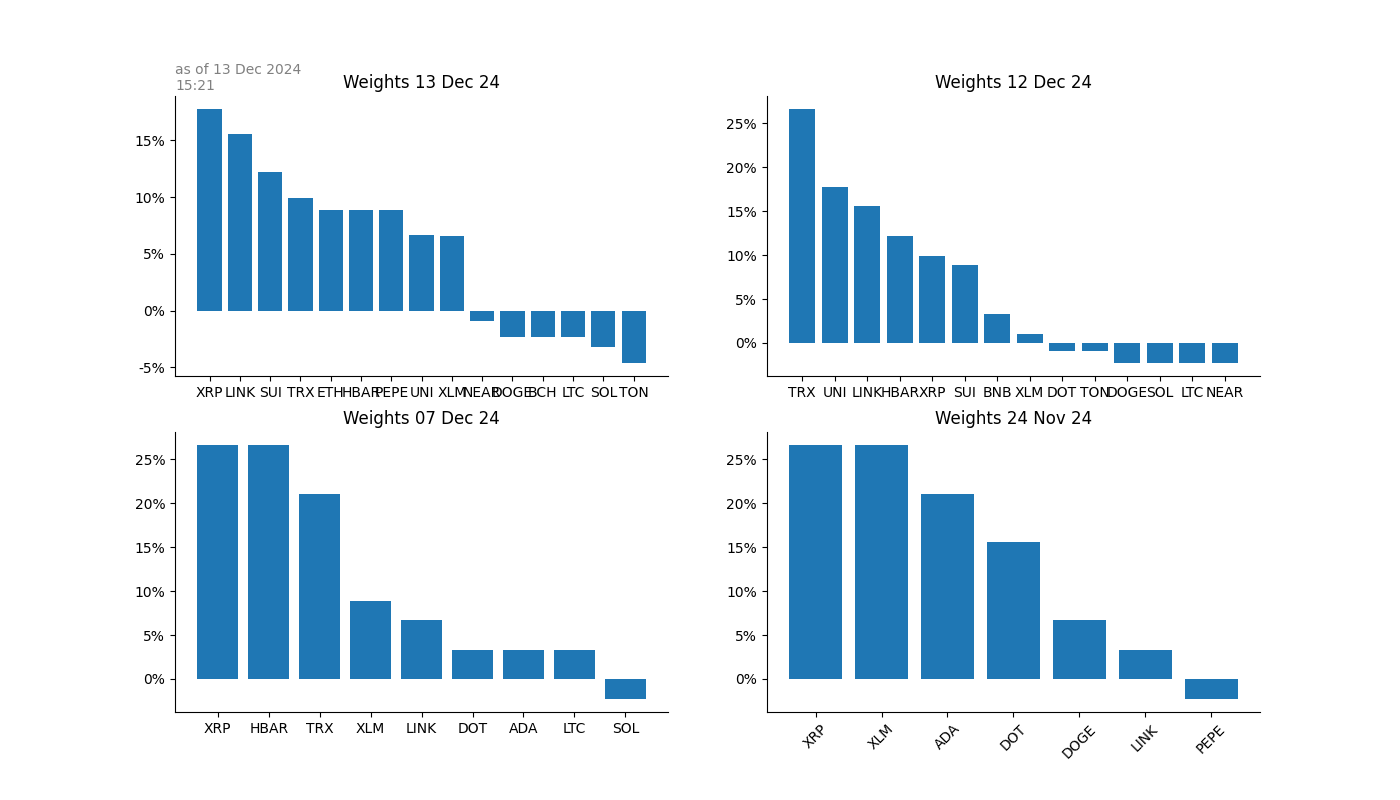 as of 13 Dec 2024
15:21
Weights 13 Dec 24
15%
10%
5%
0%
-5%
XRP LINK SUI TRX ETH HBAR PEPE UNI XLM NEAR DOGE BCH LTC SOL TON
Weights 12 Dec 24
25%
20%
15%
10%
5%
0%
TRX UNI LINK HBAR XRP SUI BNB XLM DOT TON DOGE SOL LTC NEAR
Weights 07 Dec 24
25%
20%
15%
10%
5%
0%
XRP HBAR TRX XLM LINK DOT ADA LTC SOL
Weights 24 Nov 24
25%
20%
15%
10%
5%
0%
XRP XLM ADA DOT DOGE LINK PEPE